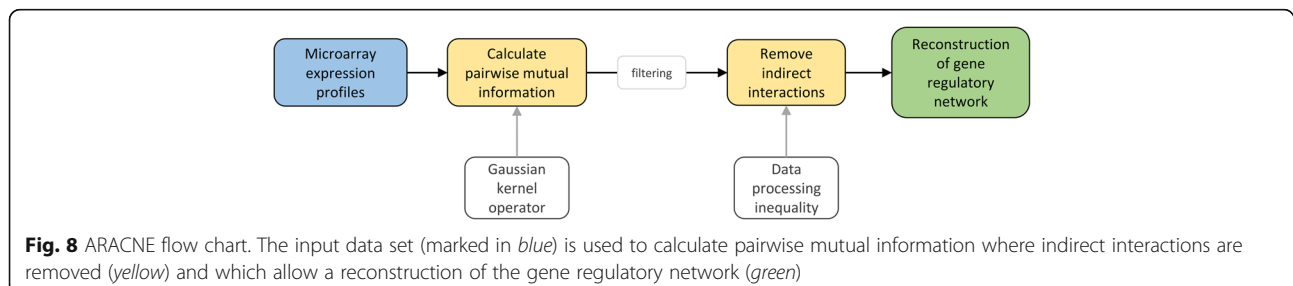 Microarray
expression
profiles
Calculate
pairwise mutual
information
filtering
Remove
indirect
interactions
Reconstruction
of gene
regulatory
network
Gaussian
kernel
operator
Data
processing
inequality
Fig. 8 ARACNE flow chart. The input data set (marked in blue) is used to calculate pairwise mutual information where indirect interactions are
removed (yellow) and which allow a reconstruction of the gene regulatory network (green)